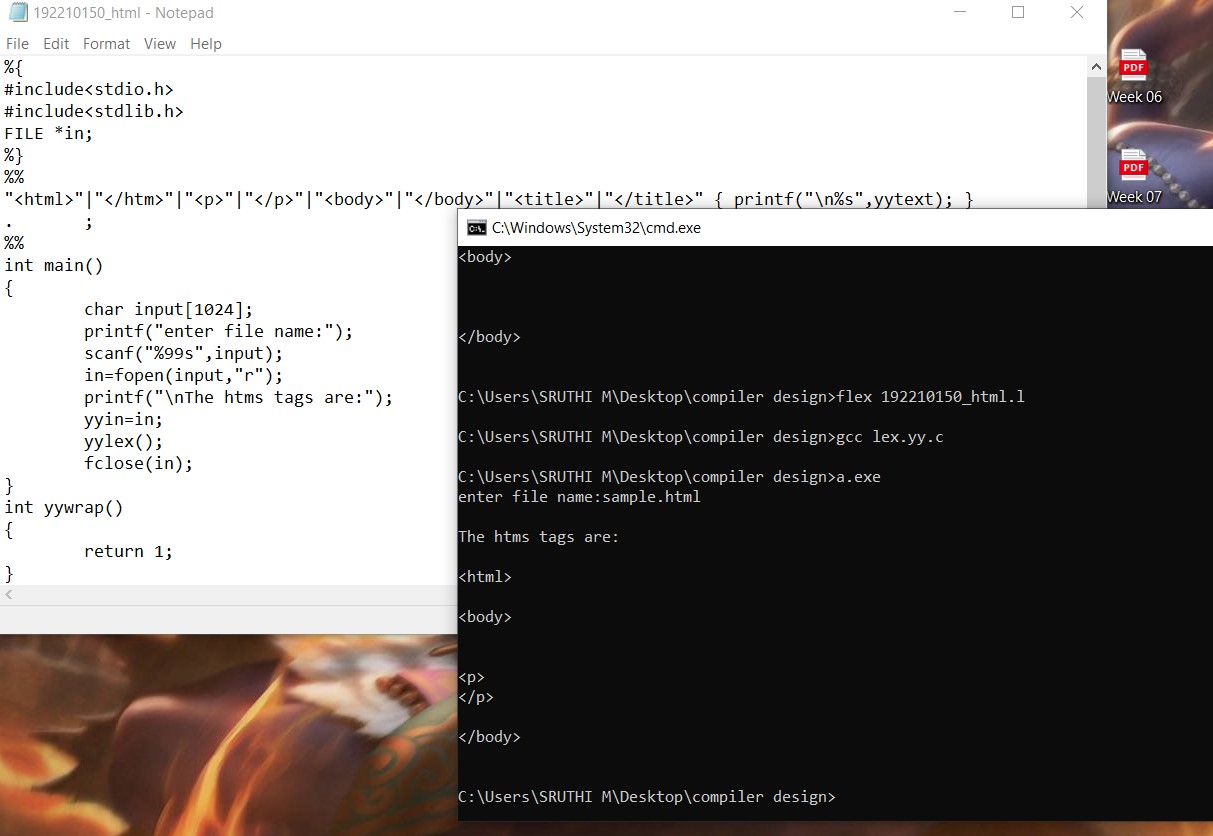 192210150_html - Notepad
File Edit Format View Help
%{
#include<stdio.h>
#include<stdlib.h>
FILE *in;
%}
%%
"<html>"|"</htm>"|"<p>"|"</p>"|"<body>"|"</body>"|"<title>"|"</title>" { printf("\n%s",yytext); }
. ;
%%
int main()
{
char input[1024];
printf("enter file name:");
scanf("%99s",input);
in=fopen(input,"r");
printf("\nThe htms tags are:");
yyin=in;
yylex();
fclose(in);
}
int yywrap()
{
return 1;
}
PDF
Week 06
PDF
Week 07
C:\Windows\System32\cmd.exe
<body>
</body>
C:\Users\SRUTHI M\Desktop\compiler design>flex 192210150_html.l
C:\Users\SRUTHI M\Desktop\compiler design>gcc lex.yy.c
C:\Users\SRUTHI M\Desktop\compiler design>a.exe
enter file name:sample.html
The htms tags are:
<html>
<body>
<p>
</p>
</body>
C:\Users\SRUTHI M\Desktop\compiler design>